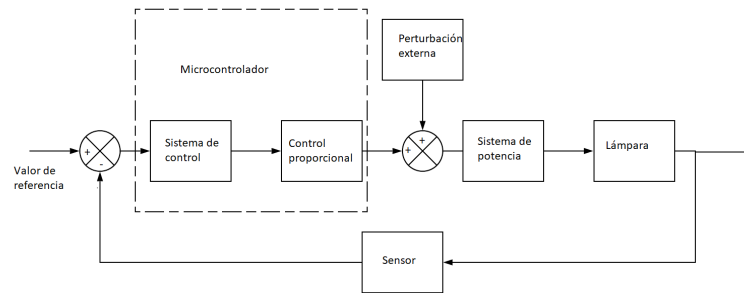 Perturbación
externa
Microcontrolador
Sistema de
control
Control
proporcional
Sistema de
potencia
Lámpara
+
-
+
+
Valor de
referencia
Sensor